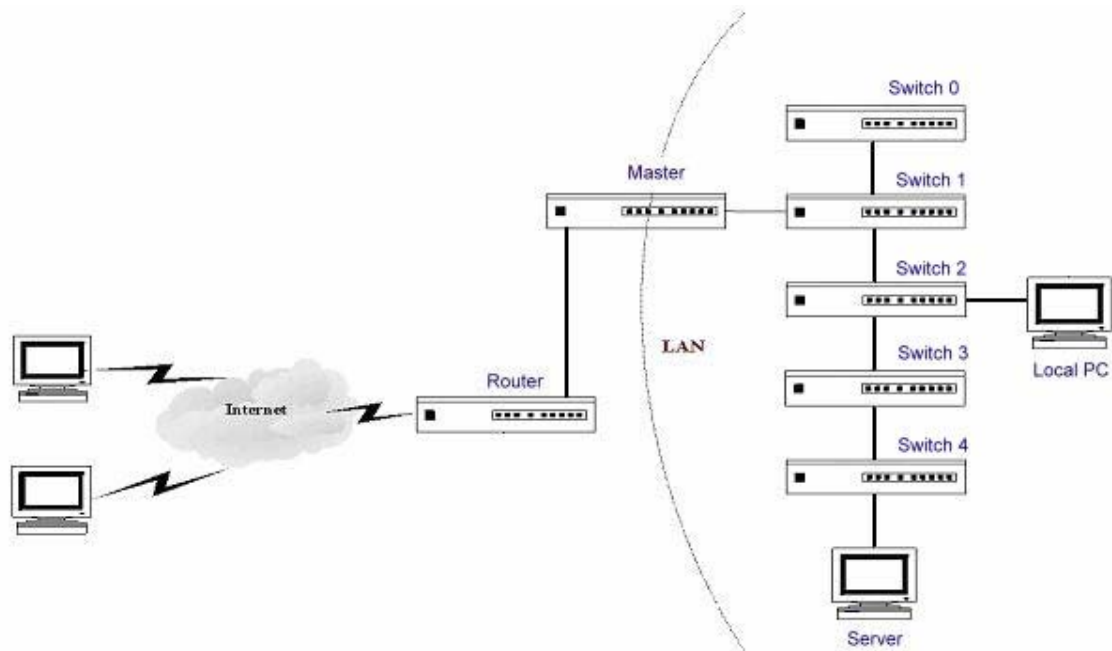 Switch 0
Master
Switch 1
Switch 2
LAN
Switch 3
Local PC
Router
Internet
Switch 4
Server